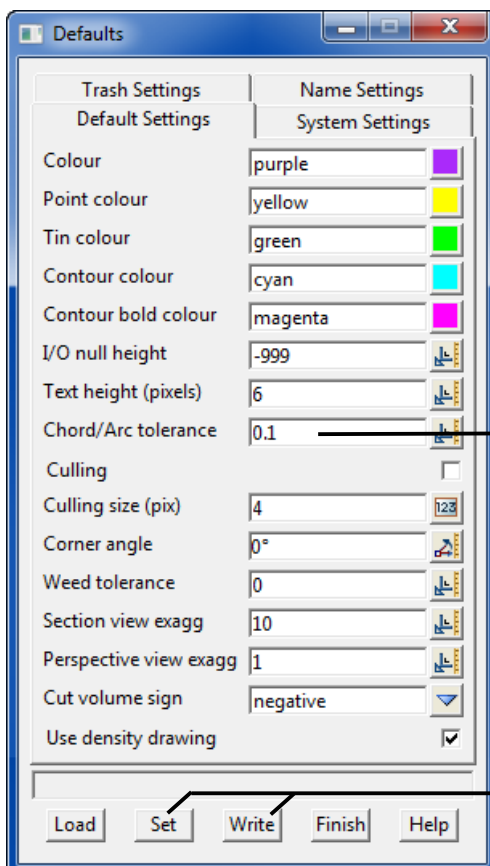 Defaults
Trash Settings Name Settings
Default Settings System Settings
Colour purple
Point colour yellow
Tin colour green
Contour colour cyan
Contour bold colour magenta
I/O null height -999
Text height (pixels) 6
Chord/Arc tolerance 0.1
Culling
Culling size (pix) 4 123
Corner angle 0°
Weed tolerance 0
Section view exagg 10
Perspective view exagg 1
Cut volume sign negative
Use density drawing
Load Set Write Finish Help